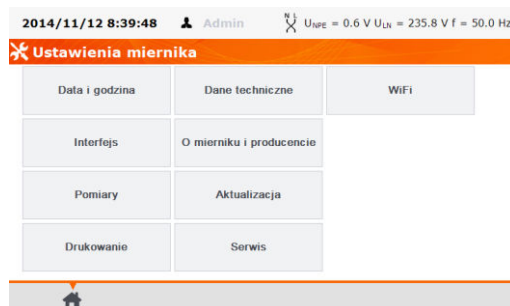 2014/11/12 8:39:48 Admin N L UNPE = 0.6 V ULN = 235.8 V f = 50.0 Hz
Ustawienia miernika
Data i godzina Dane techniczne WiFi
Interfejs O mierniku i producencie
Pomiary Aktualizacja
Drukowanie Serwis